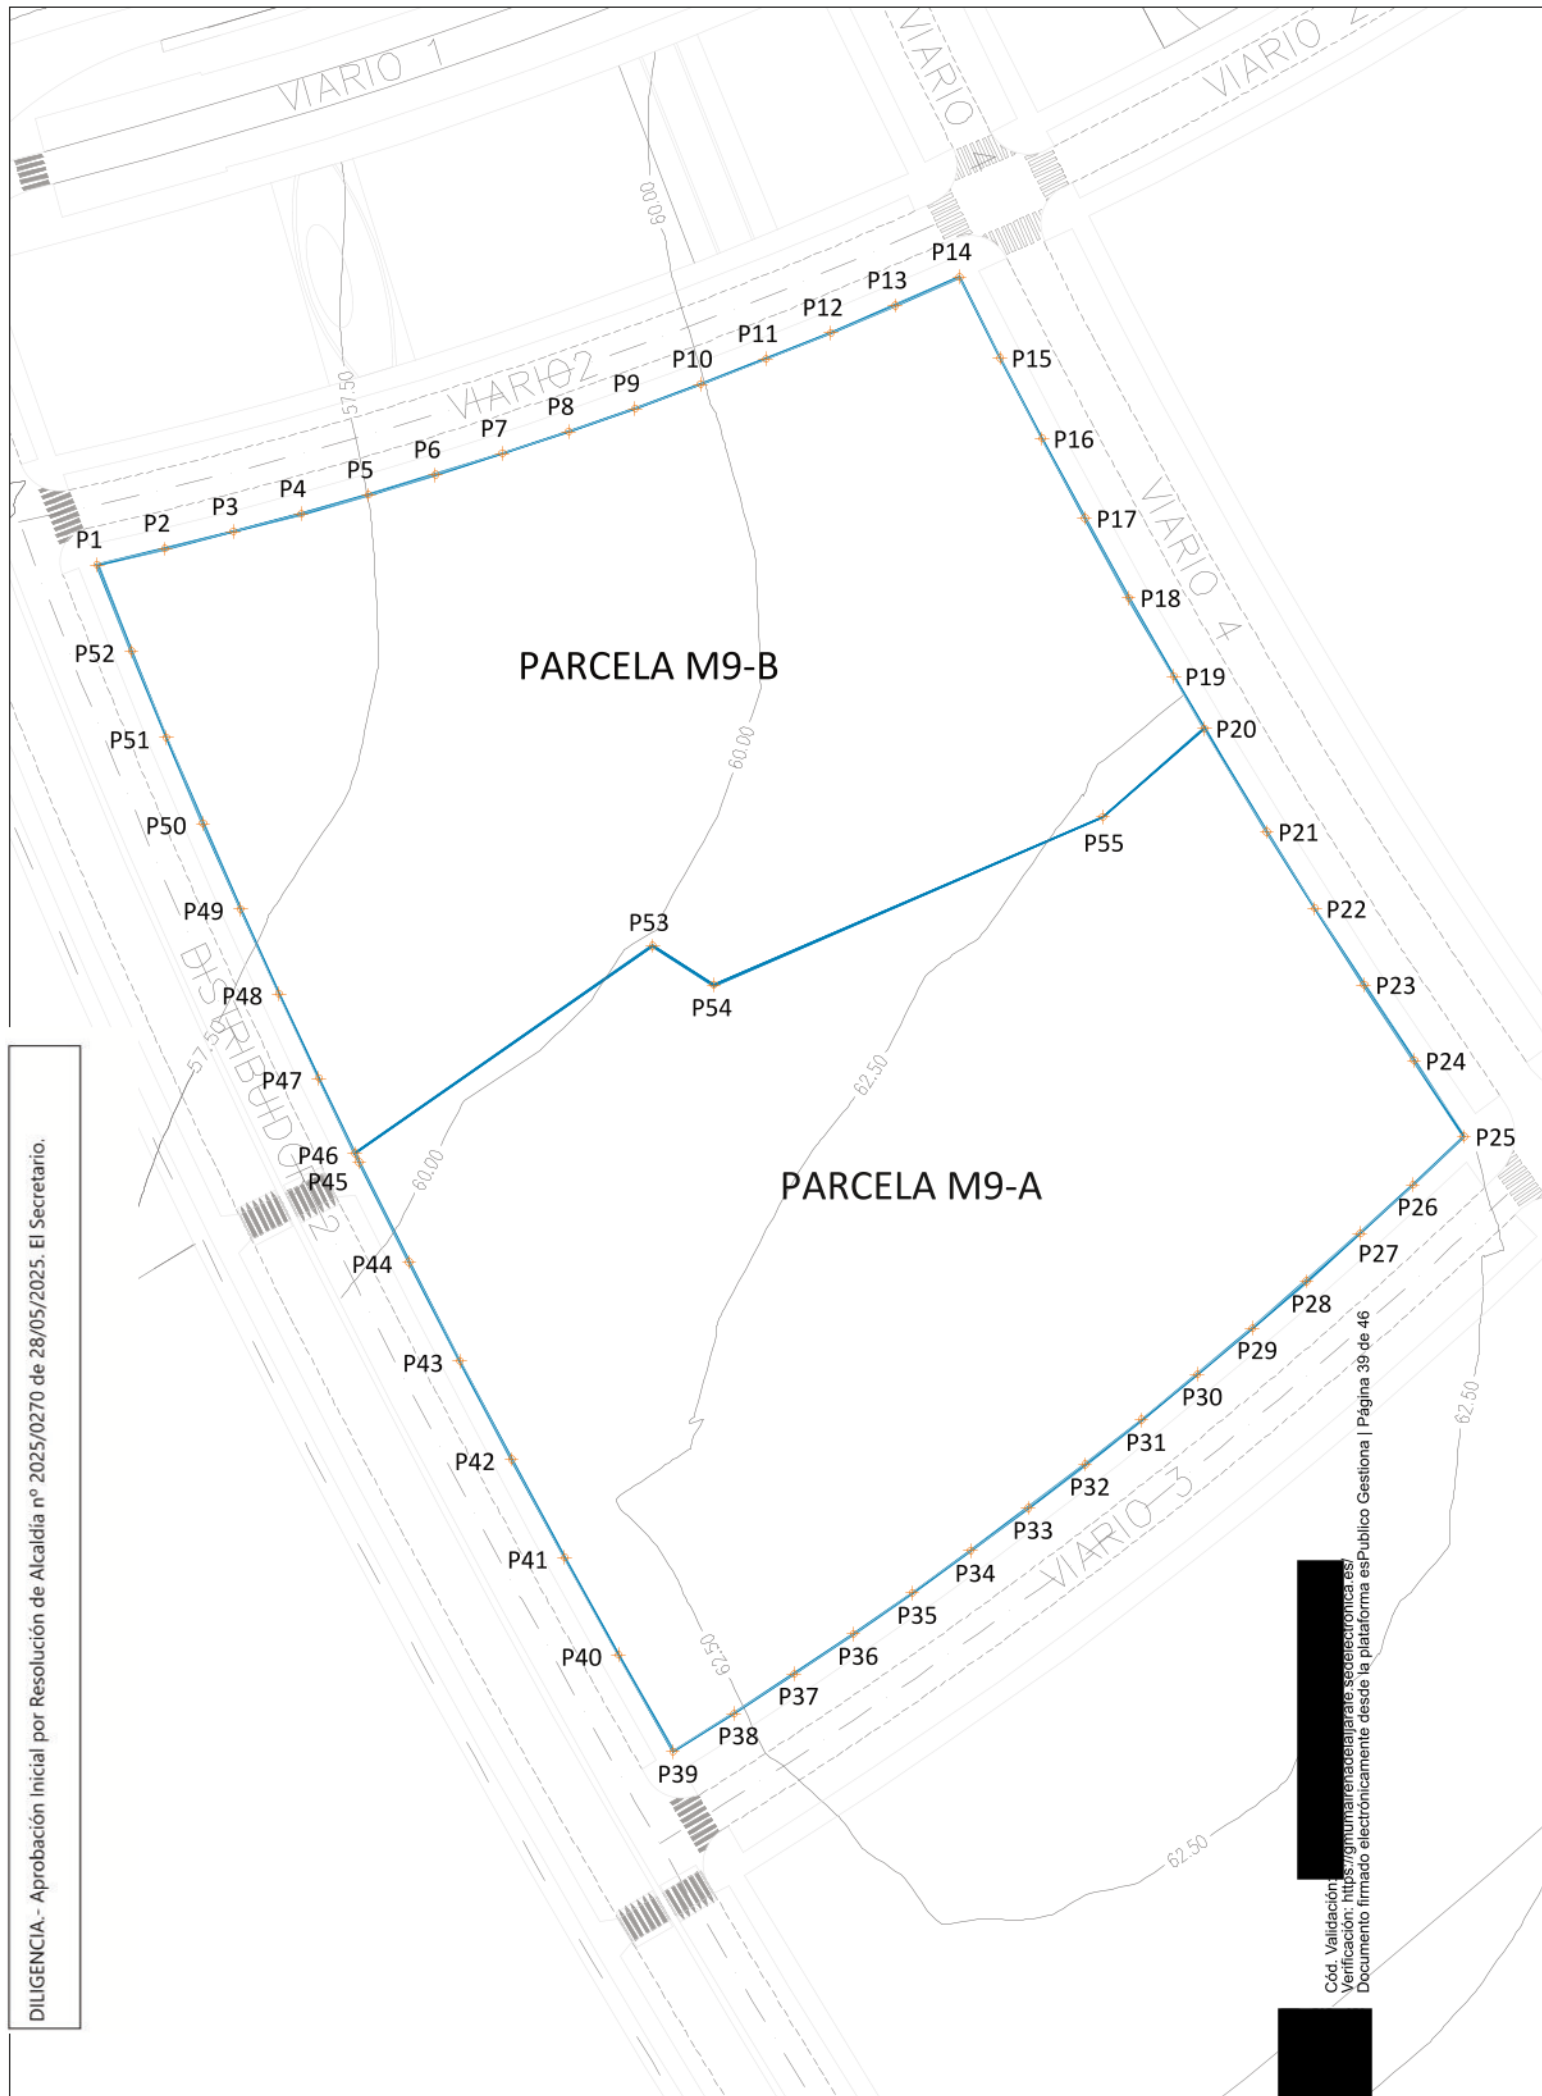 VIARIO 1
VIARIO 4
VIARIO 2
60.00
57.50
VIARIO2
P14
P13
P12
P11
P10
P9
P8
P7
P6
P5
P4
P3
P2
P1
P15
P16
P17
P18
P19
P20
VIARIO 4
P52
P51
P50
P49
P48
P47
P46
P45
PARCELA M9-B
60.00
P53
P54
P55
P21
P22
P23
P24
P25
DISTRIBUIDOR 2
57.50
60.00
62.50
PARCELA M9-A
P26
P27
P28
P29
P30
P31
P32
P33
P34
P35
P36
P37
P38
P39
P44
P43
P42
P41
P40
VIARIO 3
62.50
62.50
62.50
DILIGENCIA.- Aprobación Inicial por Resolución de Alcaldía nº 2025/0270 de 28/05/2025. El Secretario.
Cód. Validación:
Verificación: https://gmumairenadelaljarafe.sedelectronica.es/
Documento firmado electrónicamente desde la plataforma esPublico Gestiona | Página 39 de 46